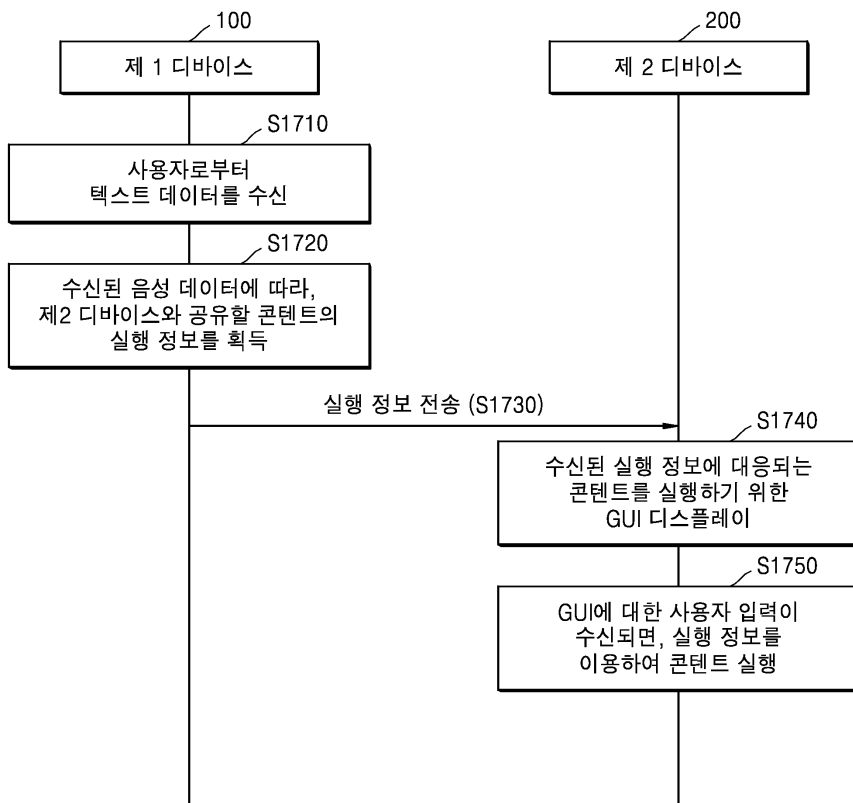 100
제 1 디바이스
200
제 2 디바이스
S1710
사용자로부터
텍스트 데이터를 수신
S1720
수신된 음성 데이터에 따라,
제2 디바이스와 공유할 콘텐트의
실행 정보를 획득
실행 정보 전송 (S1730)
S1740
수신된 실행 정보에 대응되는
콘텐트를 실행하기 위한
GUI 디스플레이
S1750
GUI에 대한 사용자 입력이
수신되면, 실행 정보를
이용하여 콘텐트 실행